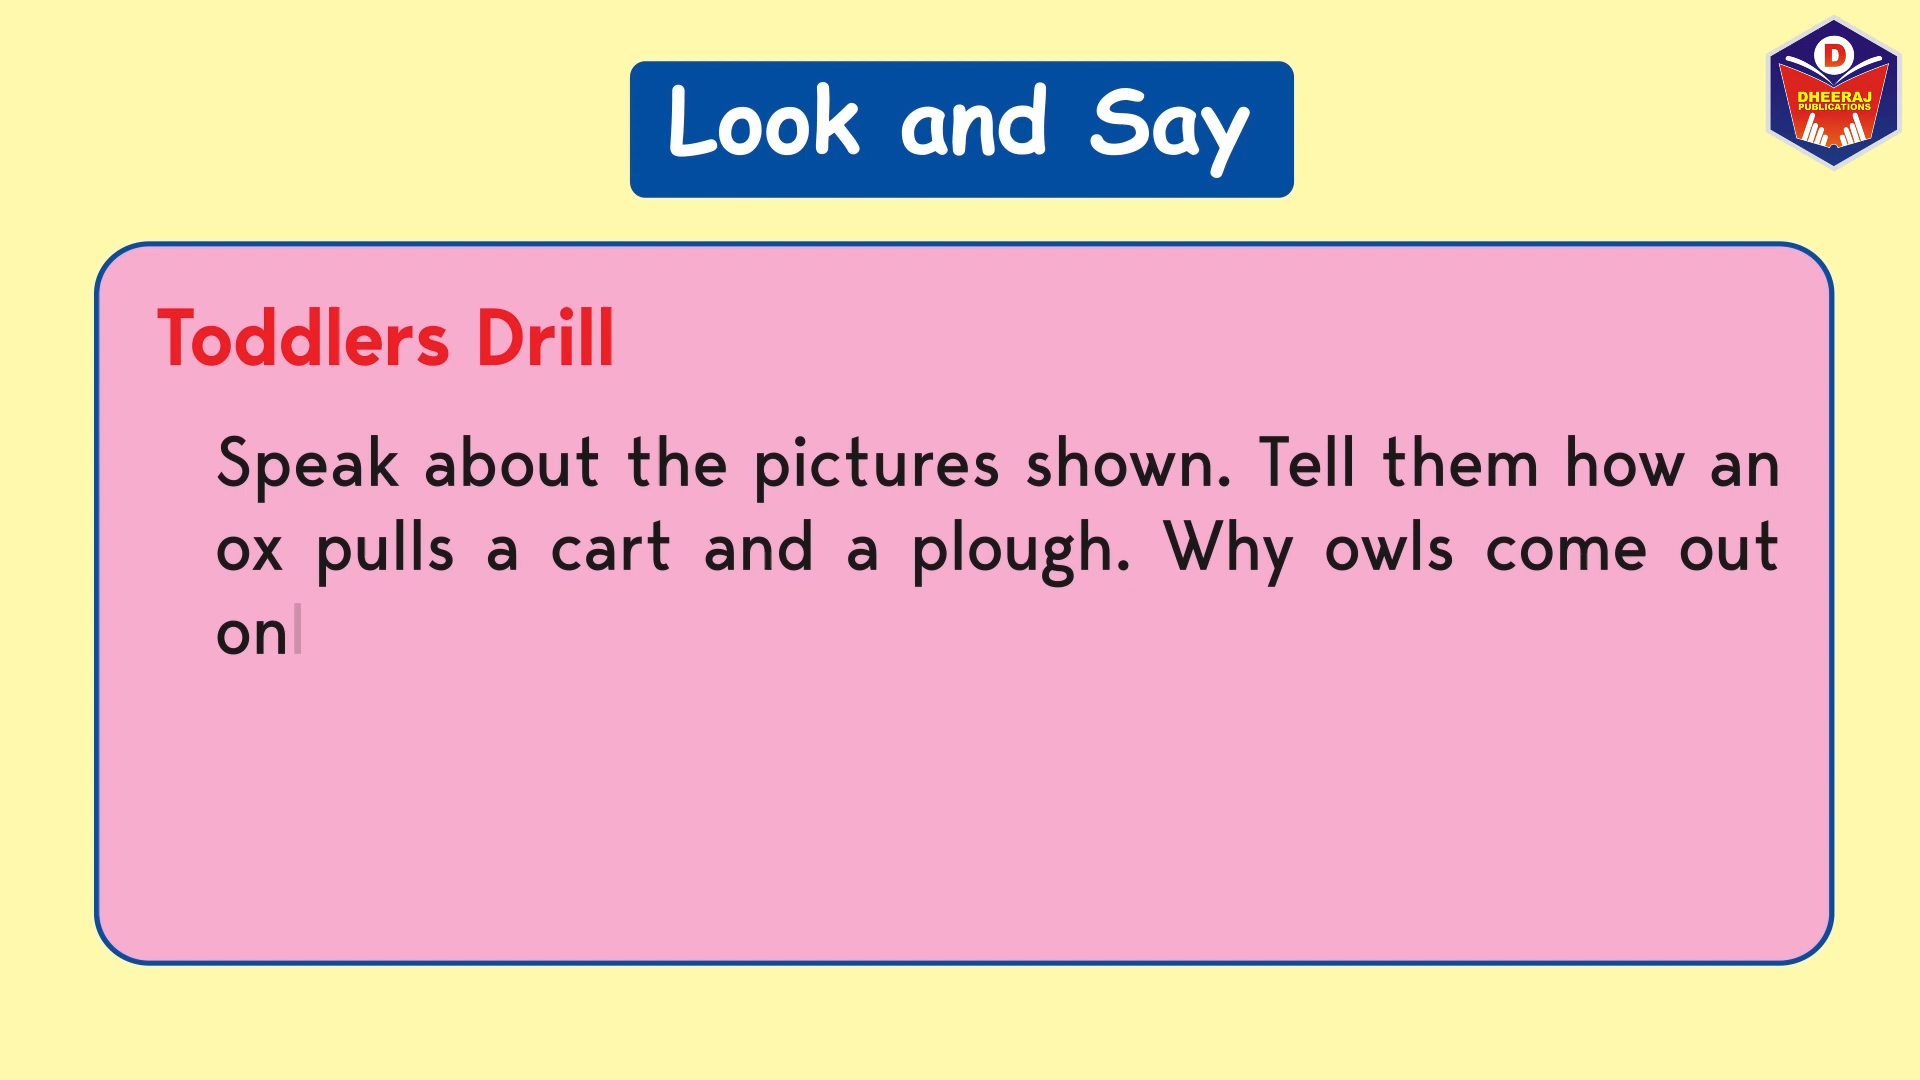 D
DHEERAJ
PUBLICATIONS
Look and Say
Toddlers Drill
Speak about the pictures shown. Tell them how an
ox pulls a cart and a plough. Why owls come out
onl